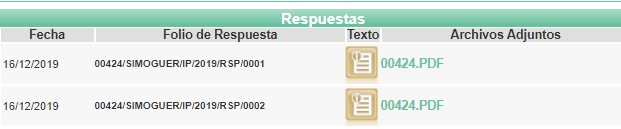 Respuestas
Fecha Folio de Respuesta Texto Archivos Adjuntos
16/12/2019 00424/SIMOGUER/IP/2019/RSP/0001 00424.PDF
16/12/2019 00424/SIMOGUER/IP/2019/RSP/0002 00424.PDF